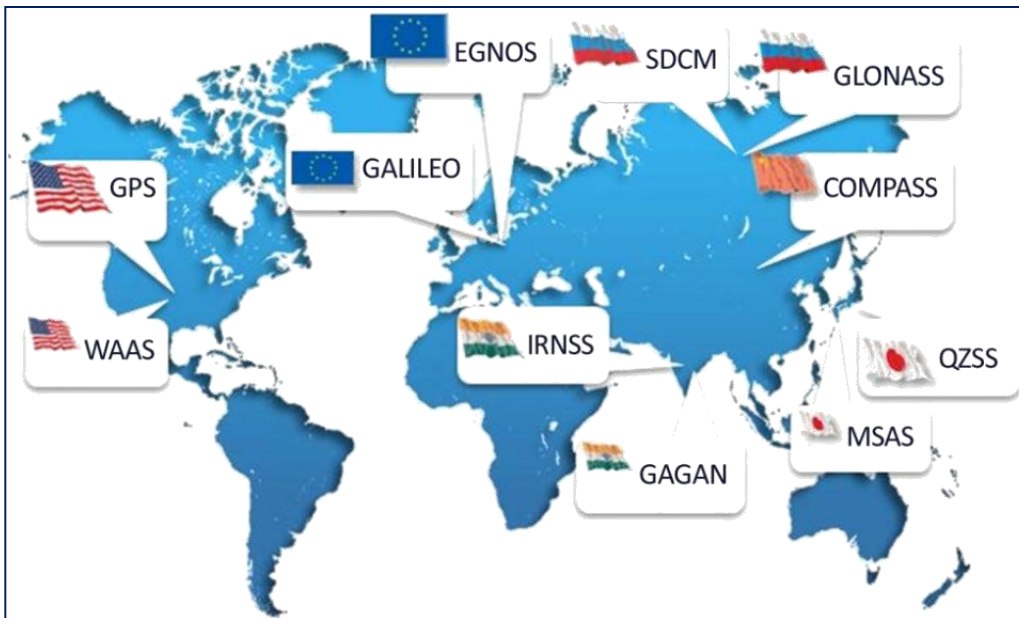 EGNOS
SDCM
GLONASS
GPS
GALILEO
COMPASS
WAAS
IRNSS
QZSS
MSAS
GAGAN